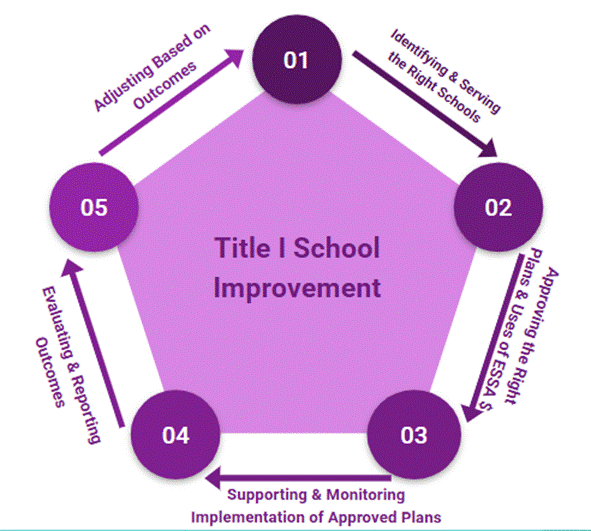 01
Identifying & Serving
the Right Schools
02
Approving the Right
Plans & Uses of ESSA $
03
Supporting & Monitoring
Implementation of Approved Plans
04
Evaluating & Reporting
Outcomes
05
Adjusting Based on
Outcomes
Title I School
Improvement